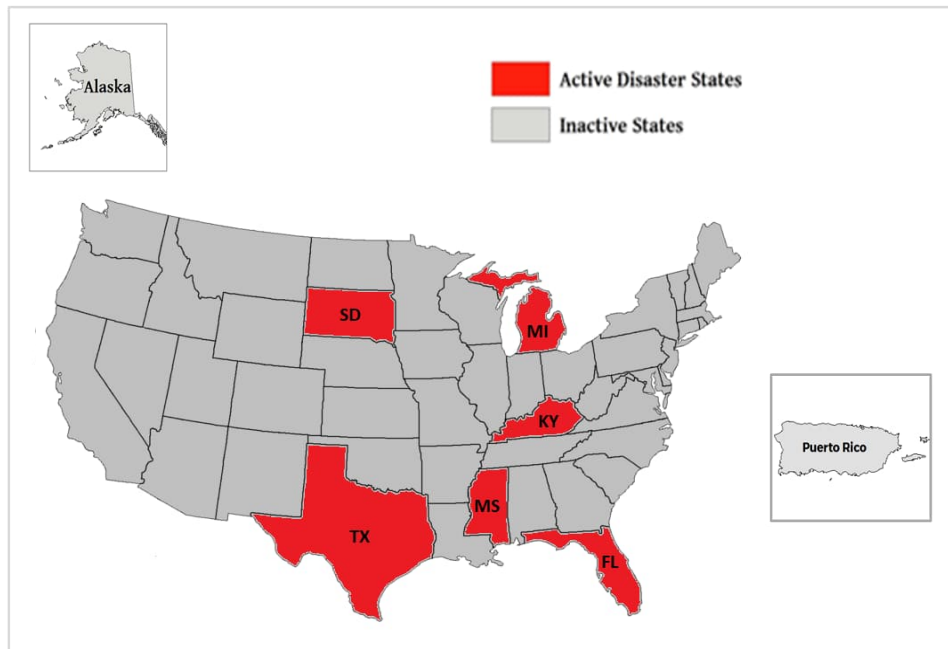 Alaska
Active Disaster States
Inactive States
SD
MI
KY
Puerto Rico
MS
TX
FL